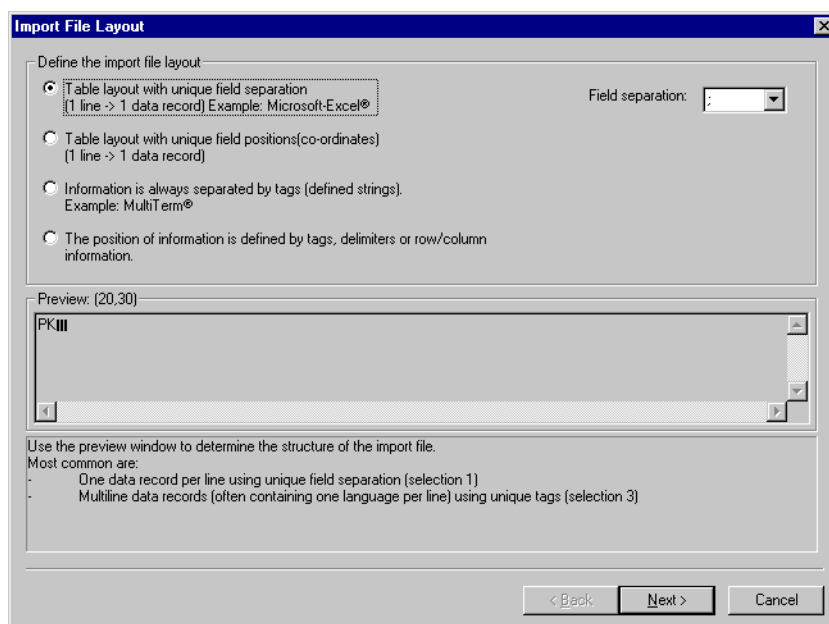 Import File Layout
Define the import file layout
Table layout with unique field separation
(1 line -> 1 data record) Example: Microsoft-Excel®
Field separation: ;
Table layout with unique field positions(co-ordinates)
(1 line -> 1 data record)
Information is always separated by tags (defined strings).
Example: MultiTerm®
The position of information is defined by tags, delimiters or row/column
information.
Preview: (20,30)
PK
Use the preview window to determine the structure of the import file.
Most common are:
- One data record per line using unique field separation (selection 1)
- Multiline data records (often containing one language per line) using unique tags (selection 3)
< Back
Next >
Cancel